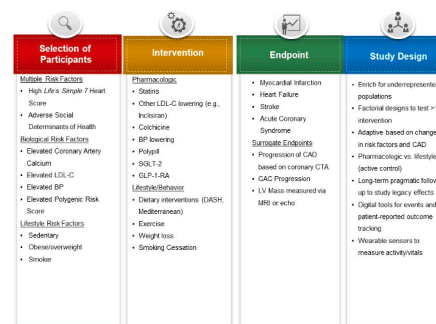 Selection of
Participants
Multiple Risk Factors
• High Life's Simple 7 Heart
Score
• Adverse Social
Determinants of Health
Biological Risk Factors
• Elevated Coronary Artery
Calcium
• Elevated LDL-C
• Elevated BP
• Elevated Polygenic Risk
Score
Lifestyle Risk Factors
• Sedentary
• Obese/overweight
• Smoker
Intervention
Pharmacologic
• Statins
• Other LDL-C lowering (e.g.,
Inclisiran)
• Colchicine
• BP lowering
• Polypill
• SGLT-2
• GLP-1-RA
Lifestyle/Behavior
• Dietary interventions (DASH,
Mediterranean)
• Exercise
• Weight loss
• Smoking Cessation
Endpoint
• Myocardial Infarction
• Heart Failure
• Stroke
• Acute Coronary
Syndrome
Surrogate Endpoints
• Progression of CAD
based on coronary CTA
• CAC Progression
• LV Mass measured via
MRI or echo
Study Design
• Enrich for underrepresente
populations
• Factorial designs to test >
intervention
• Adaptive based on change
in risk factors and CAD
• Pharmacologic vs. lifestyle
(active control)
• Long-term pragmatic follow
up to study legacy effects
• Digital tools for events and
patient-reported outcome
tracking
• Wearable sensors to
measure activity/vitals